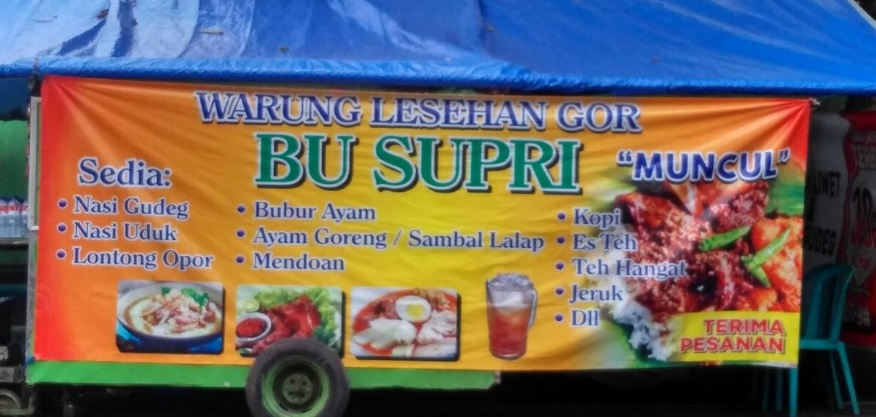 WARUNG LESEHAN GOR
BU SUPRI
"MUNCUL"
Sedia:
• Nasi Gudeg
• Nasi Uduk
• Lontong Opor
• Bubur Ayam
• Ayam Goreng / Sambal Lalap
• Mendoan
• Kopi
• Es Teh
• Teh Hangat
• Jeruk
• Dll
TERIMA
PESANAN